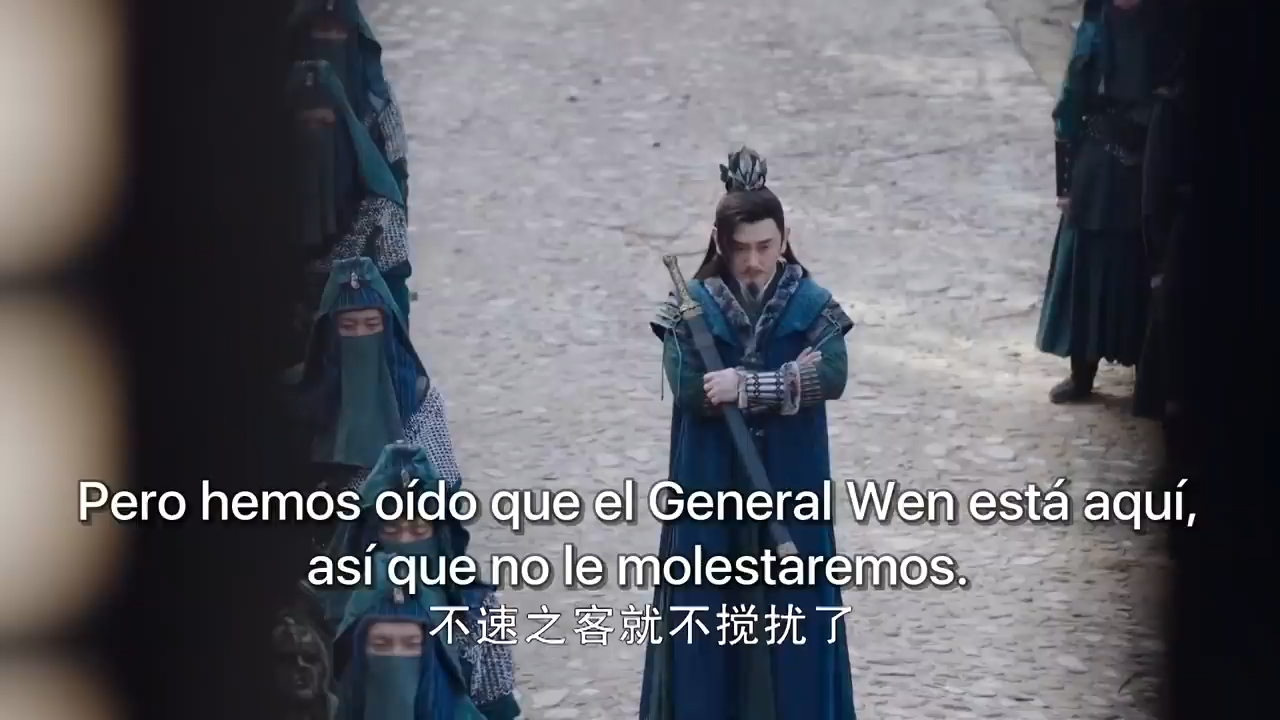 Pero hemos oído que el General Wen está aquí,
así que no le molestaremos.
不速之客就不搅扰了